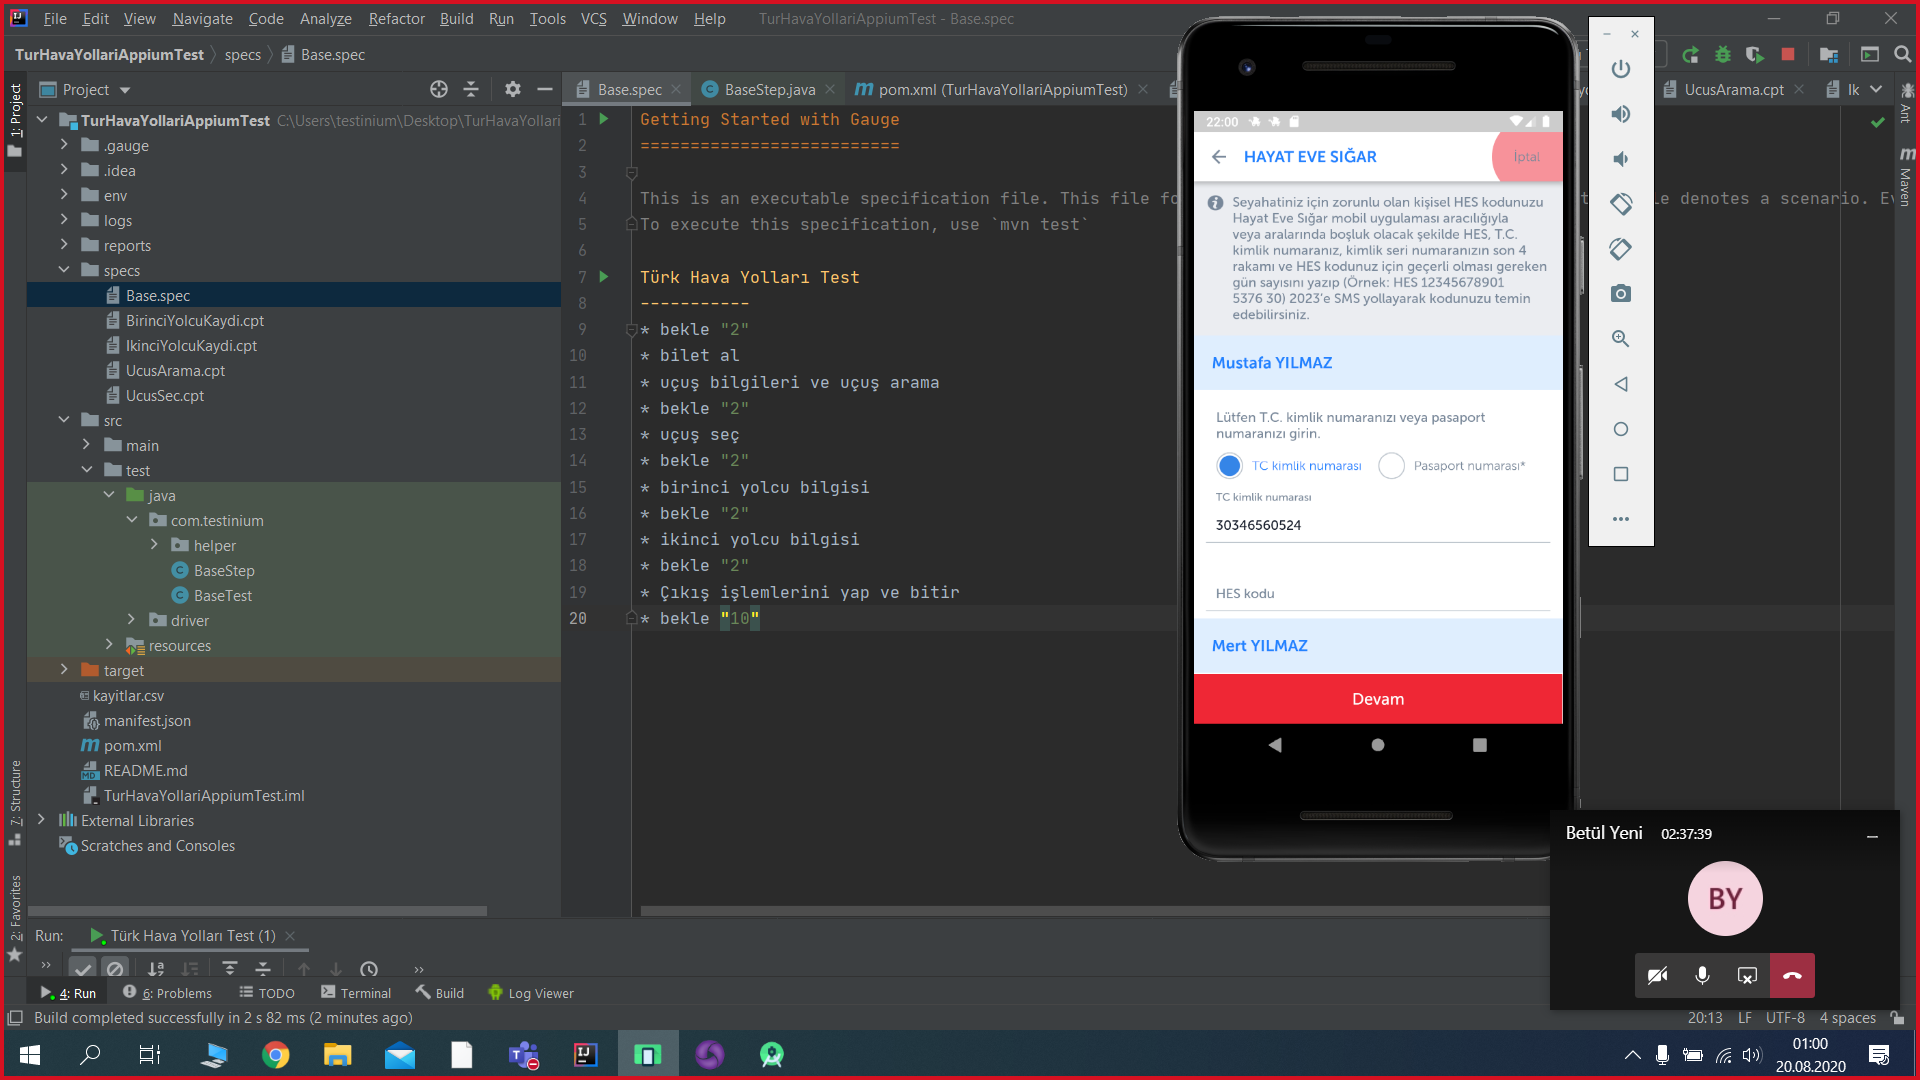 File Edit View Navigate Code Analyze Refactor Build Run Tools VCS Window Help TurHavaYollariAppiumTest - Base.spec
TurHavaYollariAppiumTest specs Base.spec
Project
Base.spec BaseStep.java pom.xml (TurHavaYollariAppiumTest) UcusArama.cpt Ik
1: Project
TurHavaYollariAppiumTest C:\Users\testinium\Desktop\TurHavaYollari
.gauge
.idea
env
logs
reports
specs
Base.spec
BirinciYolcuKaydi.cpt
IkinciYolcuKaydi.cpt
UcusArama.cpt
UcusSec.cpt
src
main
test
java
com.testinium
helper
BaseStep
BaseTest
driver
resources
target
kayitlar.csv
manifest.json
pom.xml
README.md
TurHavaYollariAppiumTest.iml
External Libraries
Scratches and Consoles
7: Structure
2: Favorites
Ant
Maven
1 Getting Started with Gauge
2 ==========================
3
4 This is an executable specification file. This file fo le denotes a scenario. Ev
5 To execute this specification, use `mvn test`
6
7 Türk Hava Yolları Test
8 -----------
9 * bekle "2"
10 * bilet al
11 * uçuş bilgileri ve uçuş arama
12 * bekle "2"
13 * uçuş seç
14 * bekle "2"
15 * birinci yolcu bilgisi
16 * bekle "2"
17 * ikinci yolcu bilgisi
18 * bekle "2"
19 * Çıkış işlemlerini yap ve bitir
20 * bekle "10"
22:00
HAYAT EVE SIĞAR İptal
Seyahatiniz için zorunlu olan kişisel HES kodunuzu
Hayat Eve Sığar mobil uygulaması aracılığıyla
veya aralarında boşluk olacak şekilde HES, T.C.
kimlik numaranız, kimlik seri numaranızın son 4
rakamı ve HES kodunuz için geçerli olması gereken
gün sayısını yazıp (Örnek: HES 12345678901
5376 30) 2023'e SMS yollayarak kodunuzu temin
edebilirsiniz.
Mustafa YILMAZ
Lütfen T.C. kimlik numaranızı veya pasaport
numaranızı girin.
TC kimlik numarası Pasaport numarası*
TC kimlik numarası
30346560524
HES kodu
Mert YILMAZ
Devam
Betül Yeni 02:37:39
BY
Run: Türk Hava Yolları Test (1)
4: Run 6: Problems TODO Terminal Build Log Viewer
Build completed successfully in 2 s 82 ms (2 minutes ago)
20:13 LF UTF-8 4 spaces
01:00
20.08.2020